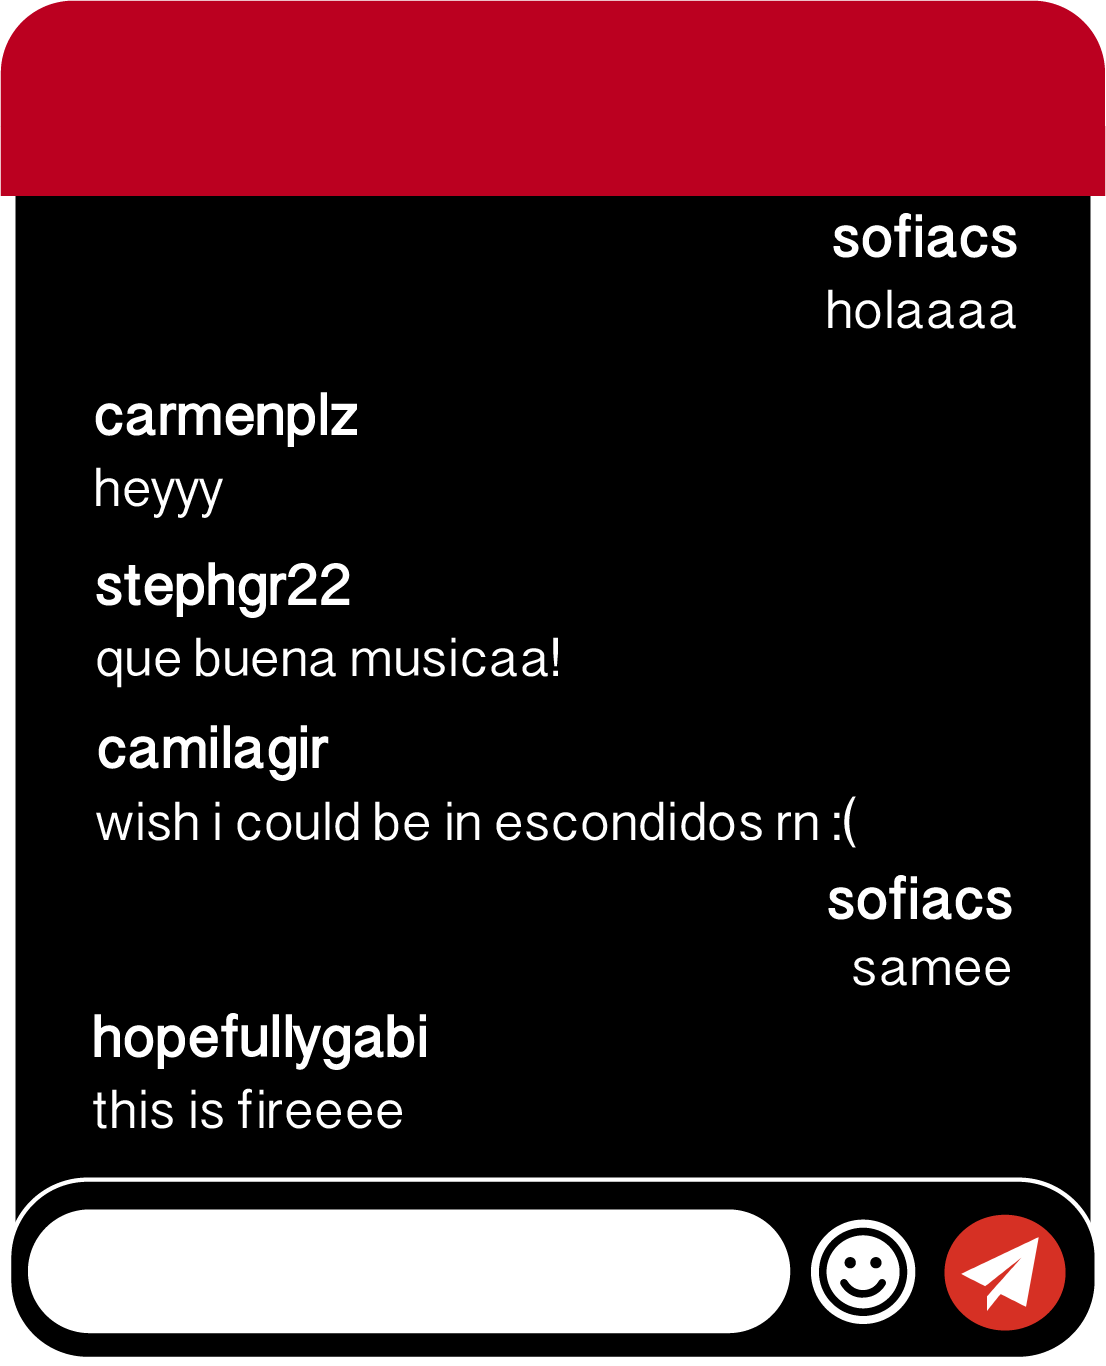 sofiacs
holaaaa
carmenplz
heyyy
stephgr22
que buena musicaa!
camilagir
wish i could be in escondidos rn :(
sofiacs
samee
hopefullygabi
this is fireeee